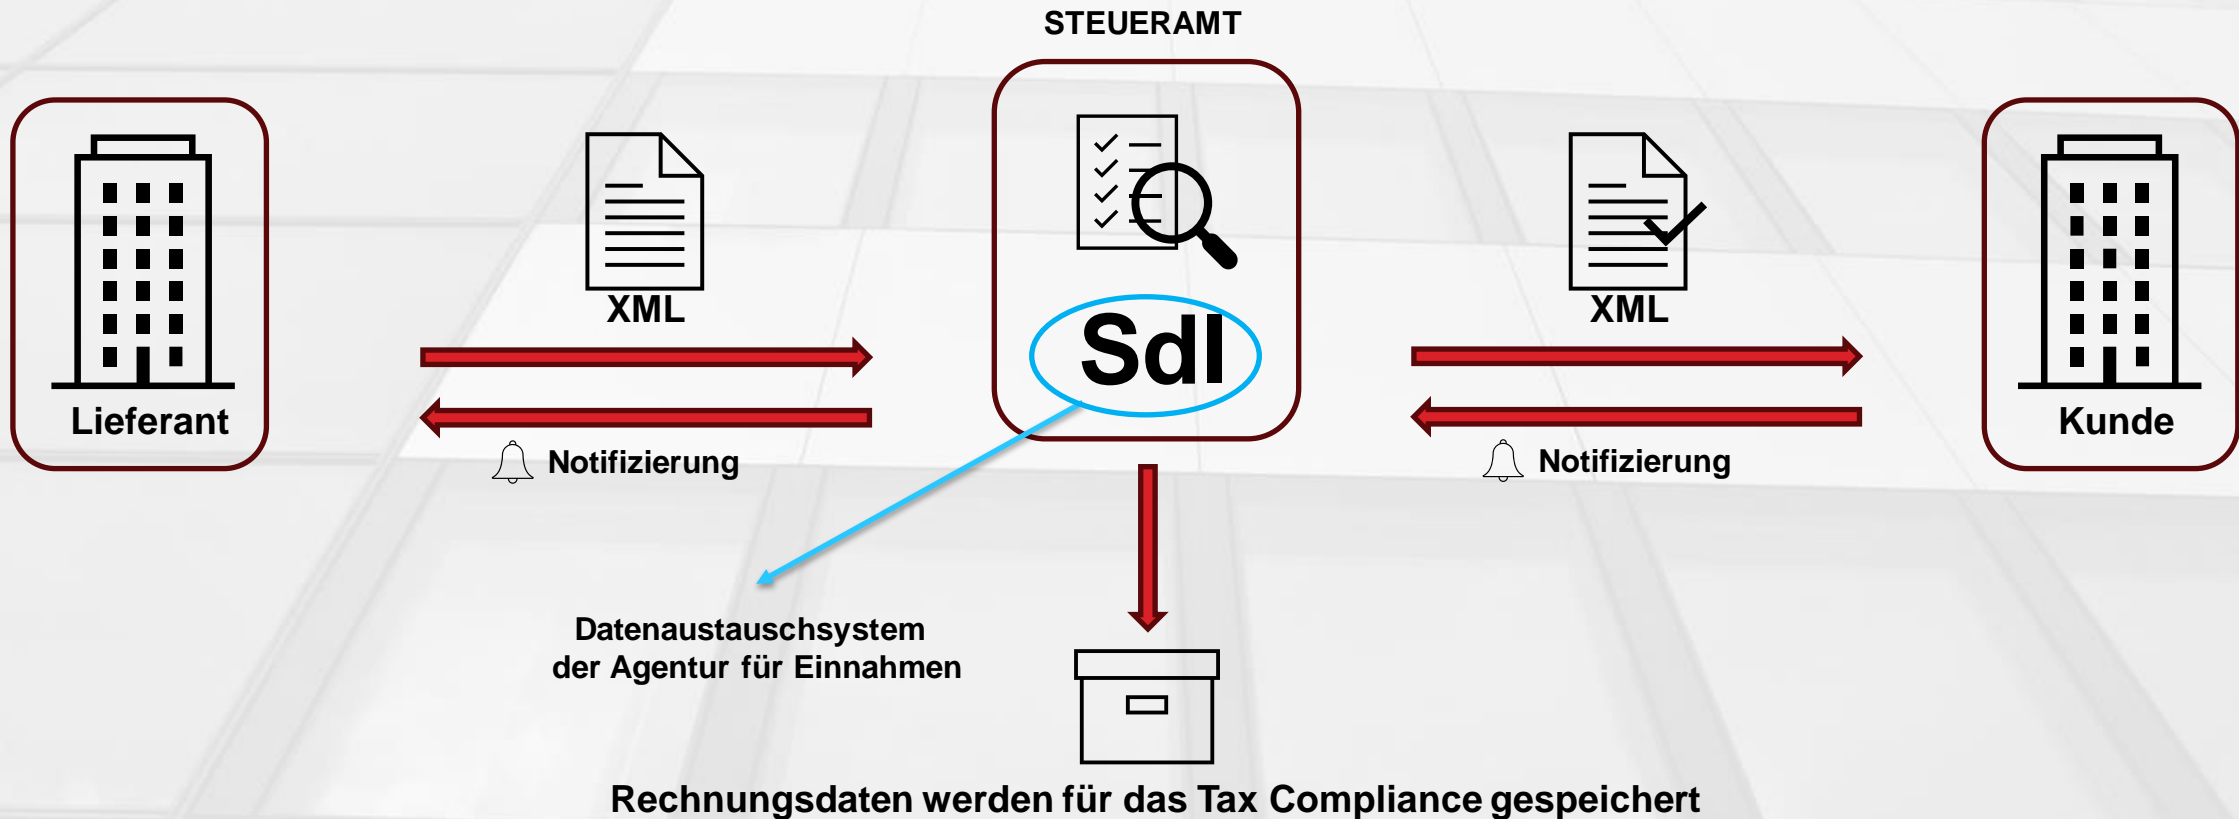 STEUERAMT
XML
XML
SdI
Lieferant
Kunde
Notifizierung
Notifizierung
Datenaustauschsystem
der Agentur für Einnahmen
Rechnungsdaten werden für das Tax Compliance gespeichert